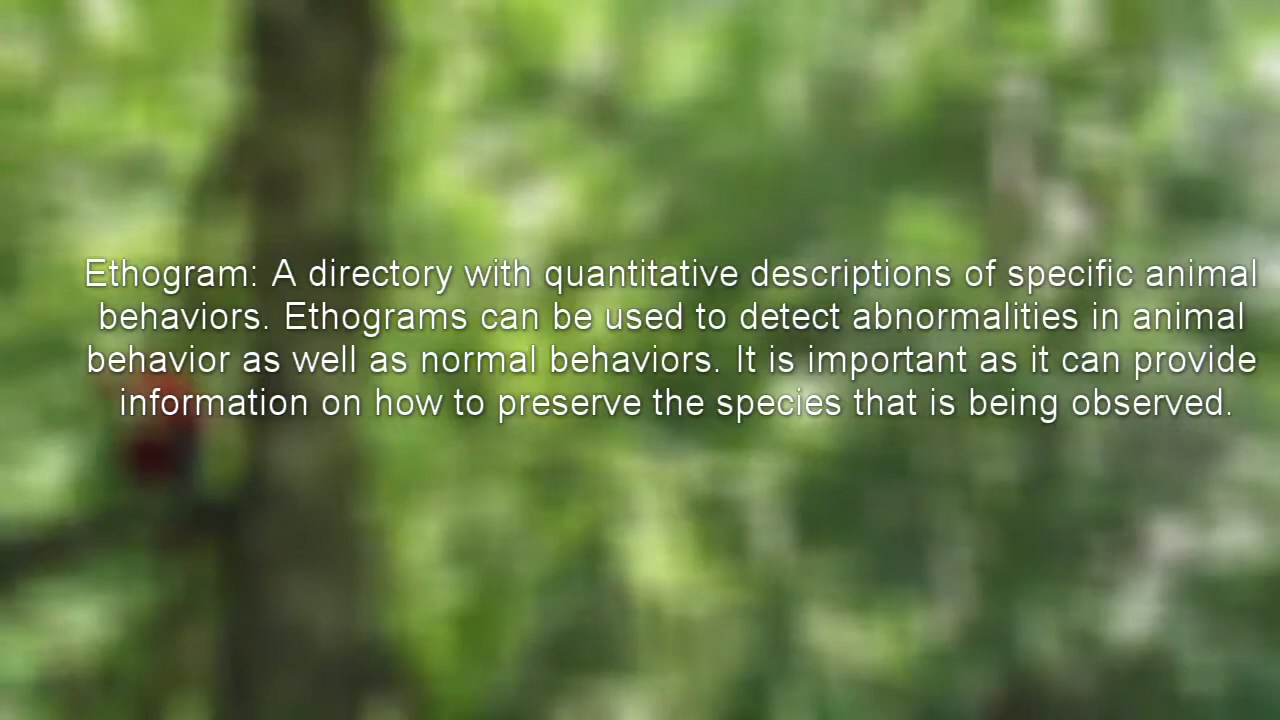 Ethogram: A directory with quantitative descriptions of specific animal
behaviors. Ethograms can be used to detect abnormalities in animal
behavior as well as normal behaviors. It is important as it can provide
information on how to preserve the species that is being observed.